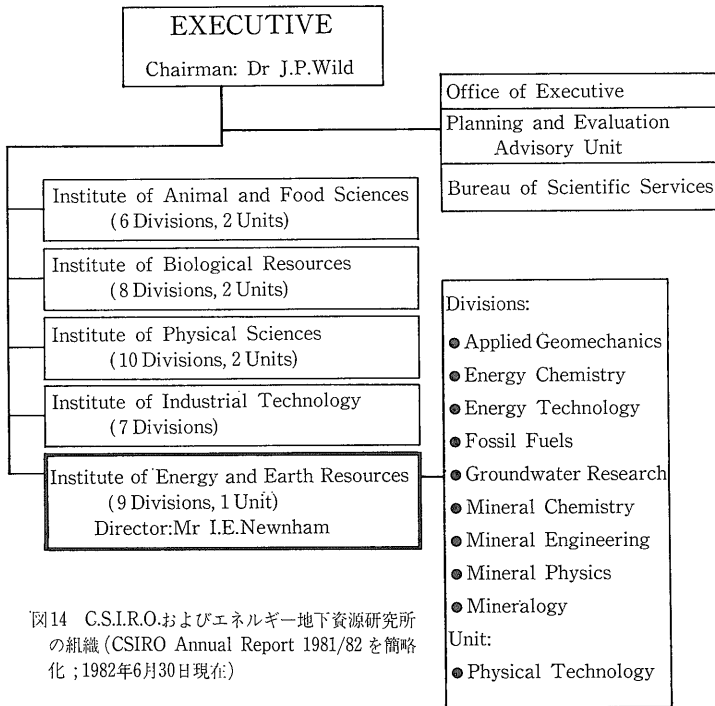 EXECUTIVE
Chairman: Dr J.P.Wild
Office of Executive
Planning and Evaluation
Advisory Unit
Bureau of Scientific Services
Institute of Animal and Food Sciences
(6 Divisions, 2 Units)
Institute of Biological Resources
(8 Divisions, 2 Units)
Institute of Physical Sciences
(10 Divisions, 2 Units)
Institute of Industrial Technology
(7 Divisions)
Institute of Energy and Earth Resources
(9 Divisions, 1 Unit)
Director:Mr I.E.Newnham
Divisions:
●Applied Geomechanics
●Energy Chemistry
●Energy Technology
●Fossil Fuels
●Groundwater Research
●Mineral Chemistry
●Mineral Engineering
●Mineral Physics
●Mineralogy
Unit:
●Physical Technology
図14 C.S.I.R.O.およびエネルギー地下資源研究所
の組織(CSIRO Annual Report 1981/82 を簡略
化;1982年6月30日現在)